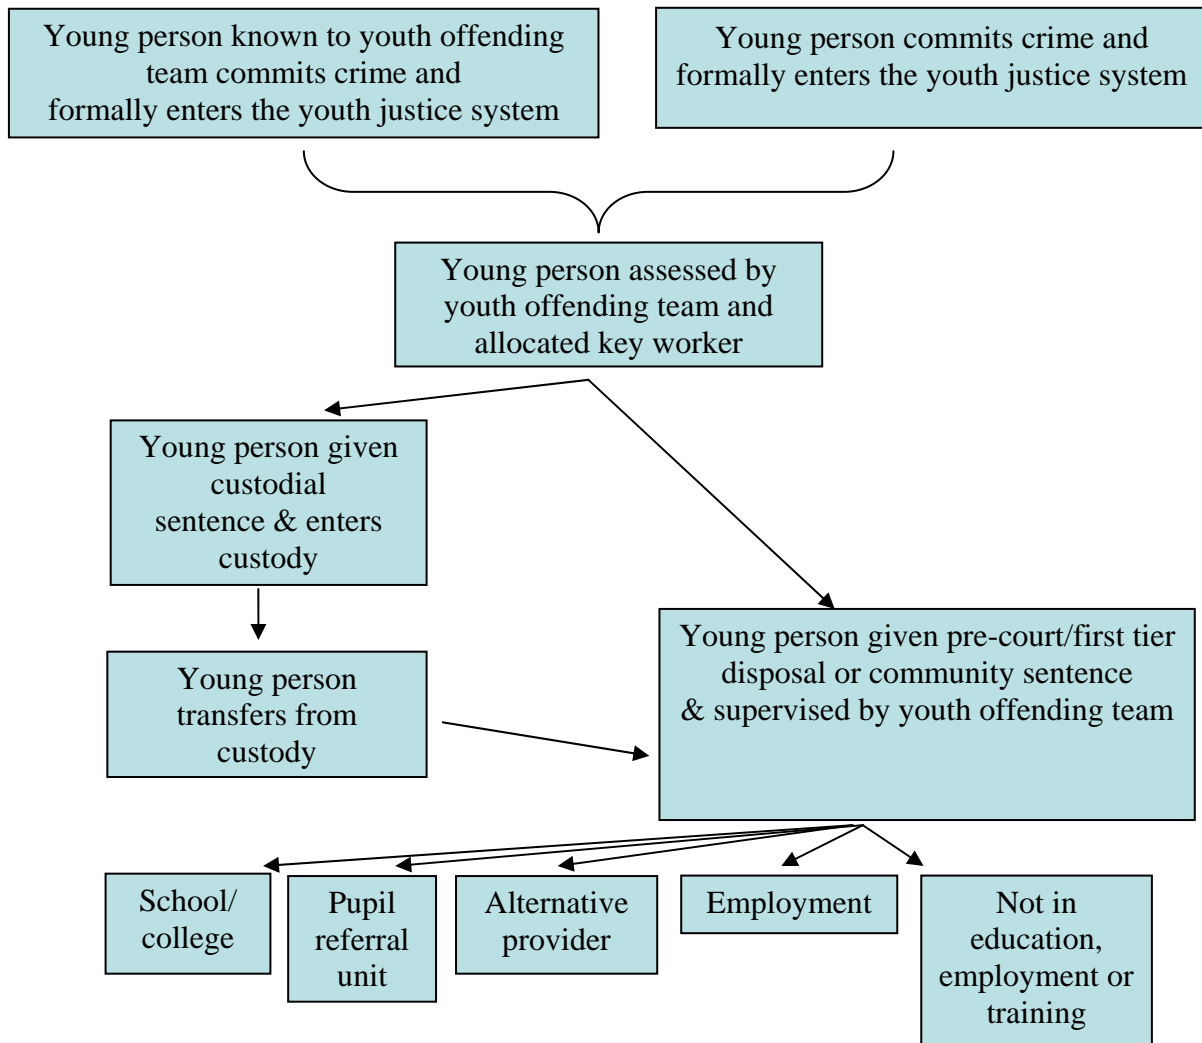 Young person known to youth offending
team commits crime and
formally enters the youth justice system
Young person commits crime and
formally enters the youth justice system
Young person assessed by
youth offending team and
allocated key worker
Young person given
custodial
sentence & enters
custody
Young person given pre-court/first tier
disposal or community sentence
& supervised by youth offending team
Young person
transfers from
custody
School/
college
Pupil
referral
unit
Alternative
provider
Employment
Not in
education,
employment or
training